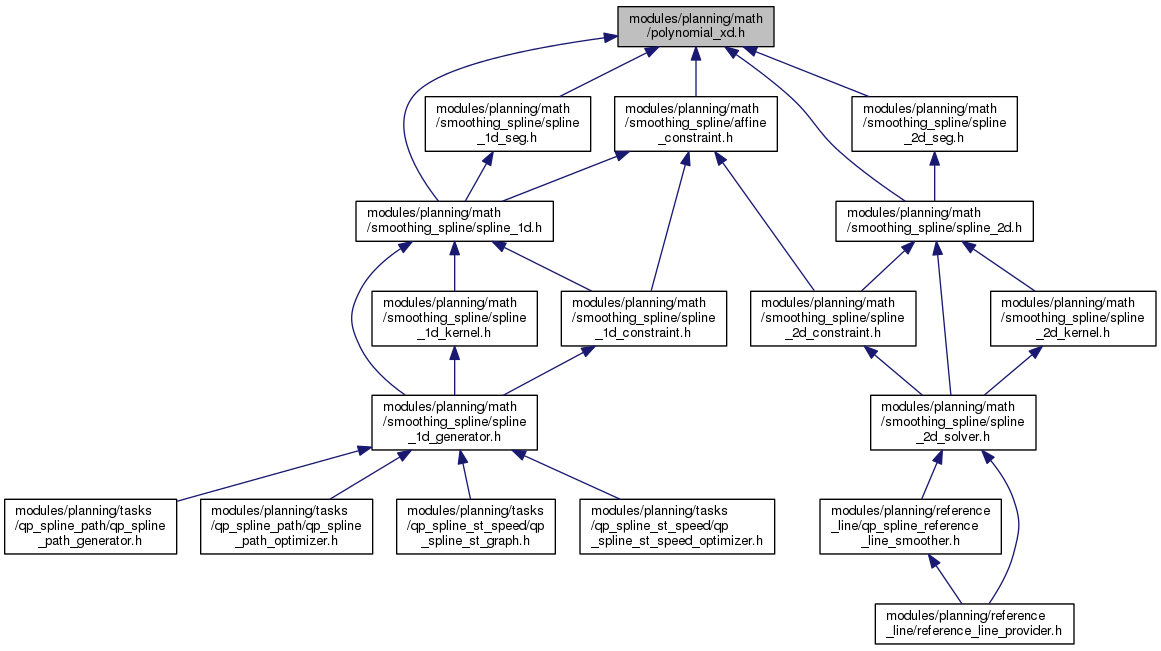 modules/planning/math
/polynomial_xd.h
modules/planning/math
/smoothing_spline/spline
_1d_seg.h
modules/planning/math
/smoothing_spline/affine
_constraint.h
modules/planning/math
/smoothing_spline/spline
_2d_seg.h
modules/planning/math
/smoothing_spline/spline_1d.h
modules/planning/math
/smoothing_spline/spline_2d.h
modules/planning/math
/smoothing_spline/spline
_1d_kernel.h
modules/planning/math
/smoothing_spline/spline
_1d_constraint.h
modules/planning/math
/smoothing_spline/spline
_2d_constraint.h
modules/planning/math
/smoothing_spline/spline
_2d_kernel.h
modules/planning/math
/smoothing_spline/spline
_1d_generator.h
modules/planning/math
/smoothing_spline/spline
_2d_solver.h
modules/planning/tasks
/qp_spline_path/qp_spline
_path_generator.h
modules/planning/tasks
/qp_spline_path/qp_spline
_path_optimizer.h
modules/planning/tasks
/qp_spline_st_speed/qp
_spline_st_graph.h
modules/planning/tasks
/qp_spline_st_speed/qp
_spline_st_speed_optimizer.h
modules/planning/reference
_line/qp_spline_reference
_line_smoother.h
modules/planning/reference
_line/reference_line_provider.h